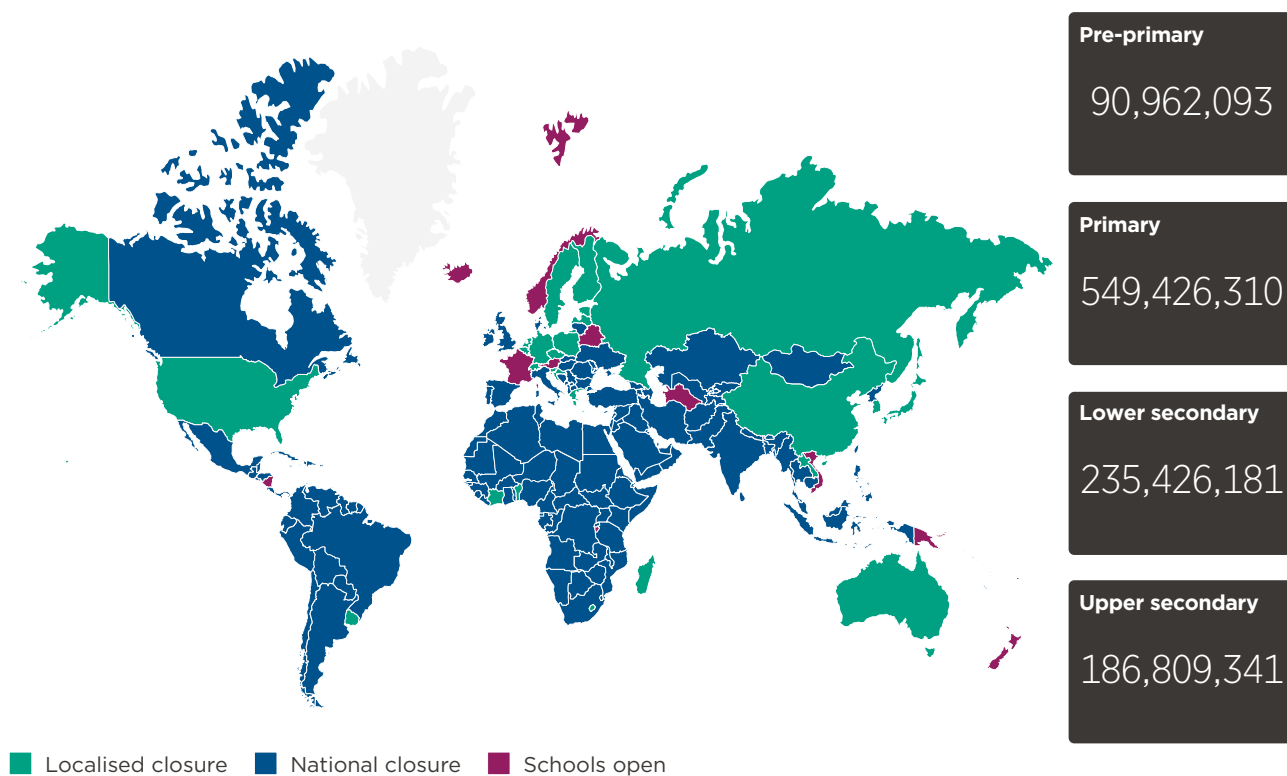 Pre-primary
90,962,093
Primary
549,426,310
Lower secondary
235,426,181
Upper secondary
186,809,341
Localised closure
National closure
Schools open